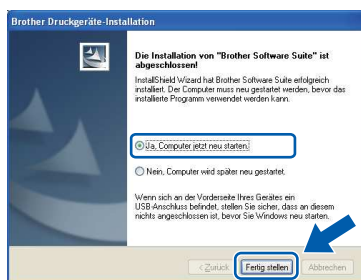 Brother Druckgeräte-Installation
Die Installation von "Brother Software Suite" ist
abgeschlossen!
InstallShield Wizard hat Brother Software Suite erfolgreich
installiert. Der Computer muss neu gestartet werden, bevor das
installierte Programm verwendet werden kann.
Ja, Computer jetzt neu starten.
Nein, Computer wird später neu gestartet.
Wenn sich an der Vorderseite Ihres Gerätes ein
USB-Anschluss befindet, stellen Sie sicher, dass an diesem
nichts angeschlossen ist, bevor Sie Windows neu starten.
< Zurück Fertig stellen Abbrechen